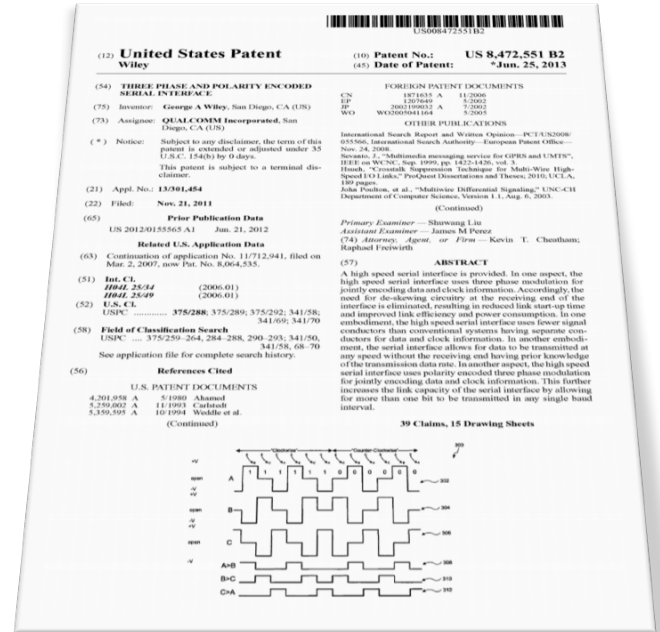 US008472551B2
(12) United States Patent
Wiley
(10) Patent No.: US 8,472,551 B2
(45) Date of Patent: *Jun. 25, 2013
(54) THREE PHASE AND POLARITY ENCODED
SERIAL INTERFACE
(75) Inventor: George A Wiley, San Diego, CA (US)
(73) Assignee: QUALCOMM Incorporated, San
Diego, CA (US)
( * ) Notice: Subject to any disclaimer, the term of this
patent is extended or adjusted under 35
U.S.C. 154(b) by 0 days.
This patent is subject to a terminal dis-
claimer.
(21) Appl. No.: 13/301,454
(22) Filed: Nov. 21, 2011
(65) Prior Publication Data
US 2012/0155565 A1 Jun. 21, 2012
Related U.S. Application Data
(63) Continuation of application No. 11/712,941, filed on
Mar. 2, 2007, now Pat. No. 8,064,535.
(51) Int. Cl.
H04L 25/34 (2006.01)
H04L 25/49 (2006.01)
(52) U.S. Cl.
USPC ............ 375/288; 375/289; 375/292; 341/58;
341/69; 341/70
(58) Field of Classification Search
USPC .... 375/259-264, 284-288, 290-293; 341/50,
341/58, 68-70
See application file for complete search history.
(56) References Cited
U.S. PATENT DOCUMENTS
4,201,958 A 5/1980 Ahamed
5,259,002 A 11/1993 Carlstedt
5,359,595 A 10/1994 Weddle et al.
(Continued)
FOREIGN PATENT DOCUMENTS
CN 1871635 A 11/2006
EP 1207649 5/2002
JP 2002199032 A 7/2002
WO WO2005041164 5/2005
OTHER PUBLICATIONS
International Search Report and Written Opinion—PCT/US2008/
055566, International Search Authority—European Patent Office—
Nov. 24, 2008.
Sevanto, J., "Multimedia messaging service for GPRS and UMTS",
IEEE on WCNC, Sep. 1999, pp. 1422-1426, vol. 3.
Hsueh, "Crosstalk Suppression Technique for Multi-Wire High-
Speed I/O Links," ProQuest Dissertations and Theses; 2010; UCLA,
189 pages.
John Poulton, et al., "Multiwire Differential Signaling," UNC-CH
Department of Computer Science, Version 1.1, Aug. 6, 2003.
(Continued)
Primary Examiner — Shuwang Liu
Assistant Examiner — James M Perez
(74) Attorney, Agent, or Firm — Kevin T. Cheatham;
Raphael Freiwirth
(57) ABSTRACT
A high speed serial interface is provided. In one aspect, the
high speed serial interface uses three phase modulation for
jointly encoding data and clock information. Accordingly, the
need for de-skewing circuitry at the receiving end of the
interface is eliminated, resulting in reduced link start-up time
and improved link efficiency and power consumption. In one
embodiment, the high speed serial interface uses fewer signal
conductors than conventional systems having separate con-
ductors for data and clock information. In another embodi-
ment, the serial interface allows for data to be transmitted at
any speed without the receiving end having prior knowledge
of the transmission data rate. In another aspect, the high speed
serial interface uses polarity encoded three phase modulation
for jointly encoding data and clock information. This further
increases the link capacity of the serial interface by allowing
for more than one bit to be transmitted in any single baud
interval.
39 Claims, 15 Drawing Sheets
"Clockwise" "Counter Clockwise"
1 1 1 1 1 1 0 0 0 0 0 0
+V
open
A
-V
+V
open
B
-V
+V
open
C
-V
A>B
B>C
C>A